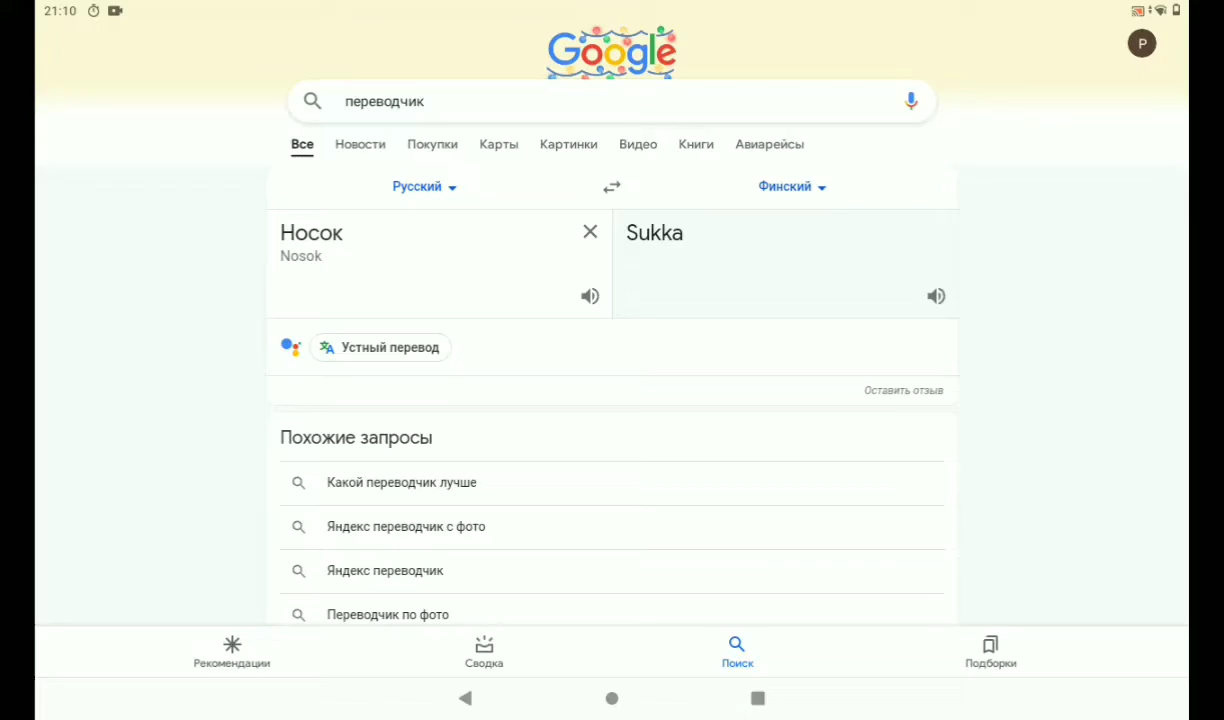 21:10
Google
P
переводчик
Все Новости Покупки Карты Картинки Видео Книги Авиарейсы
Русский Финский
Носок Sukka
Nosok
Устный перевод
Оставить отзыв
Похожие запросы
Какой переводчик лучше
Яндекс переводчик с фото
Яндекс переводчик
Переводчик по фото
Рекомендации Сводка Поиск Подборки